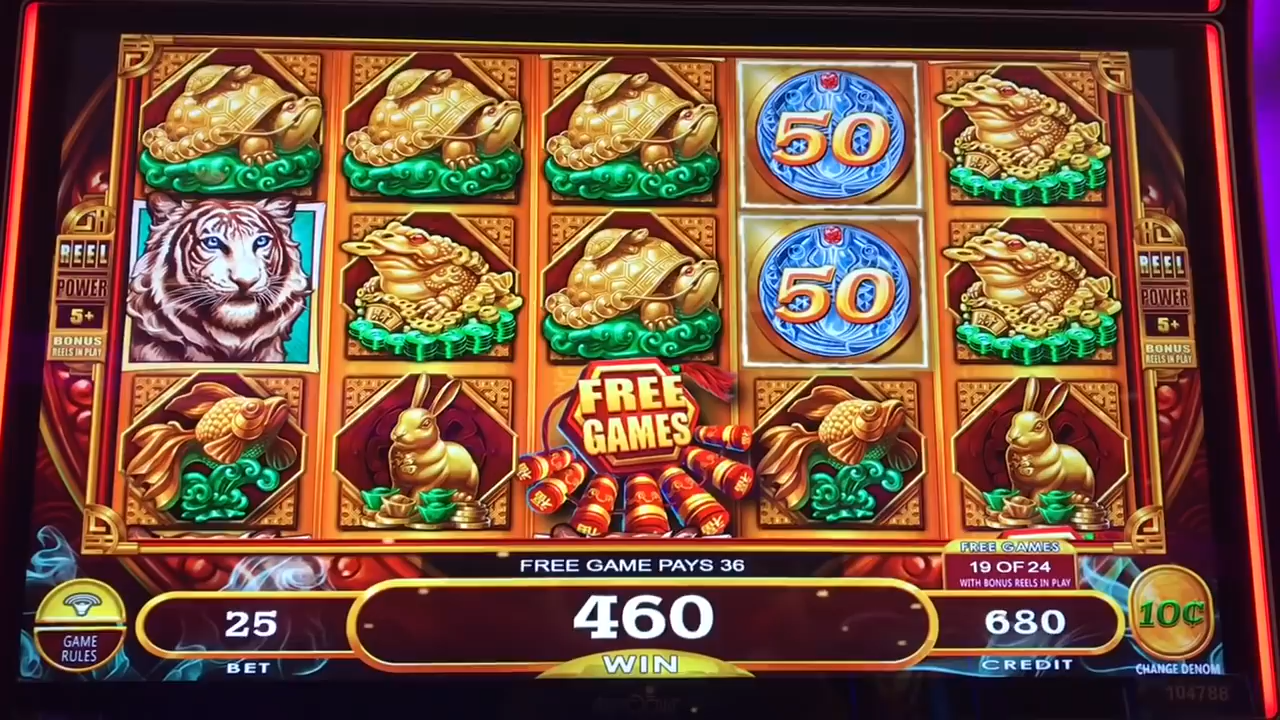 50
50
REEL
POWER
5+
BONUS
REELS IN PLAY
REEL
POWER
5+
BONUS
REELS IN PLAY
FREE
GAMES
FREE GAME PAYS 36
FREE GAMES
19 OF 24
WITH BONUS REELS IN PLAY
GAME
RULES
25
BET
460
WIN
680
CREDIT
10¢
CHANGE DENOM
104788